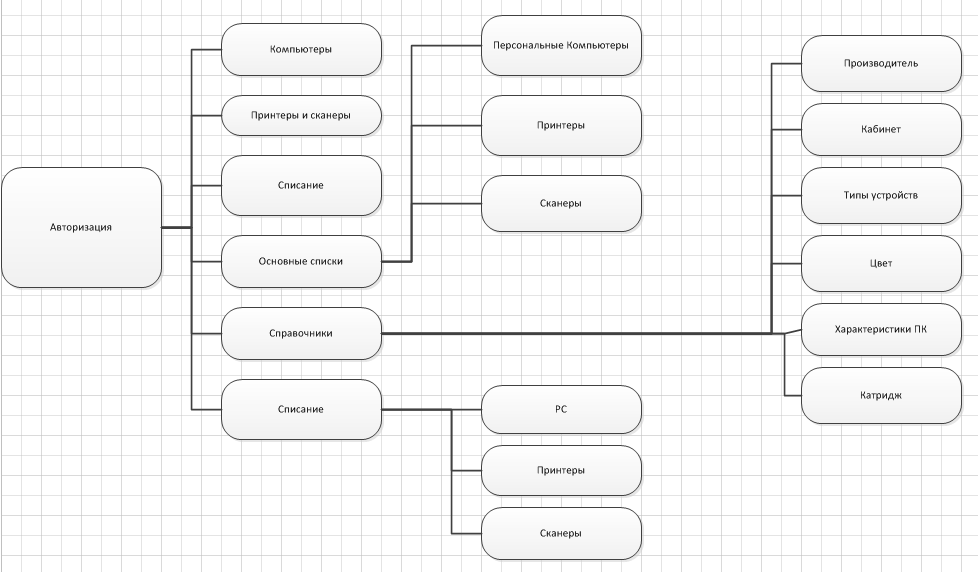 Авторизация
Компьютеры
Принтеры и сканеры
Списание
Основные списки
Справочники
Списание
Персональные Компьютеры
Принтеры
Сканеры
PC
Принтеры
Сканеры
Производитель
Кабинет
Типы устройств
Цвет
Характеристики ПК
Катридж